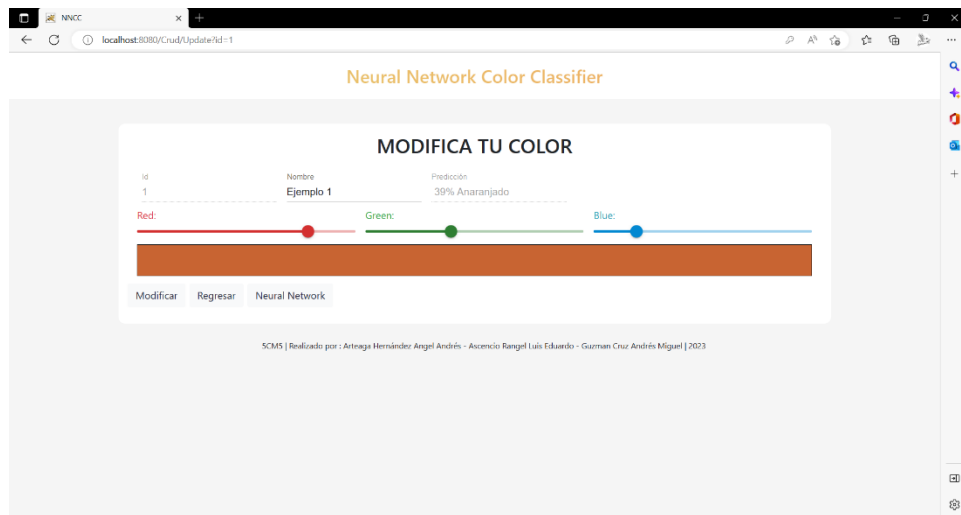 NNCC
localhost:8080/Crud/Update?id=1
Neural Network Color Classifier
MODIFICA TU COLOR
Id
Nombre
Predicción
1
Ejemplo 1
39% Anaranjado
Red:
Green:
Blue:
Modificar
Regresar
Neural Network
5CM5 | Realizado por : Arteaga Hernández Angel Andrés - Ascencio Rangel Luis Eduardo - Guzman Cruz Andrés Miguel | 2023